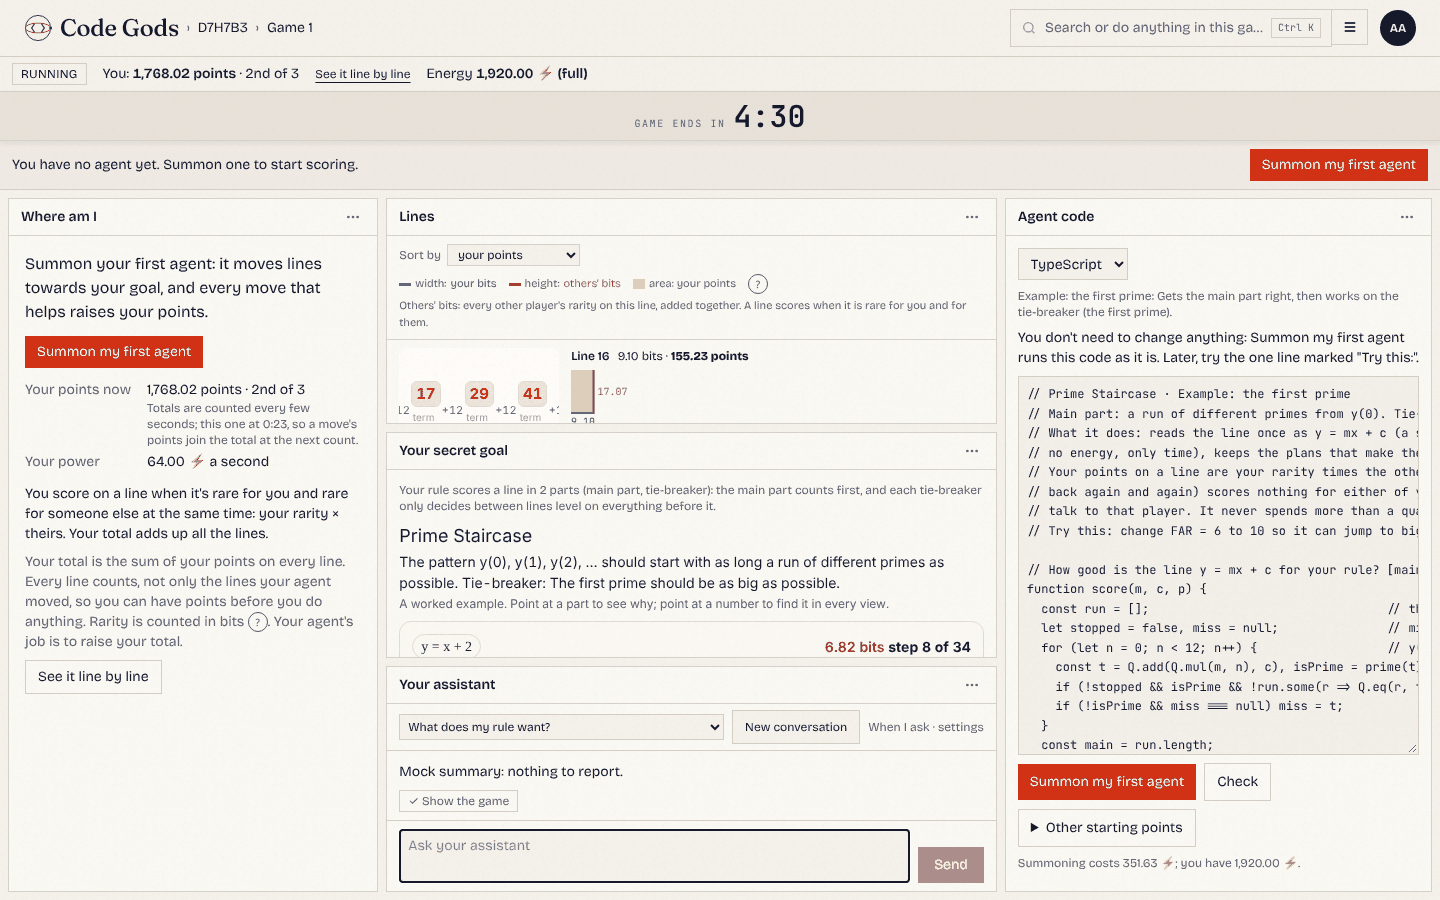 Code Gods › D7H7B3 › Game 1
Search or do anything in this ga... Ctrl K
AA
RUNNING You: 1,768.02 points · 2nd of 3 See it line by line Energy 1,920.00 ⚡ (full)
GAME ENDS IN 4:30
You have no agent yet. Summon one to start scoring.
Summon my first agent
Where am I
Summon your first agent: it moves lines
towards your goal, and every move that
helps raises your points.
Summon my first agent
Your points now 1,768.02 points · 2nd of 3
Totals are counted every few
seconds; this one at 0:23, so a move's
points join the total at the next count.
Your power 64.00 ⚡ a second
You score on a line when it's rare for you and rare
for someone else at the same time: your rarity ×
theirs. Your total adds up all the lines.
Your total is the sum of your points on every line.
Every line counts, not only the lines your agent
moved, so you can have points before you do
anything. Rarity is counted in bits ?. Your agent's
job is to raise your total.
See it line by line
Lines
Sort by your points
width: your bits height: others' bits area: your points ?
Others' bits: every other player's rarity on this line, added together. A line scores when it is rare for you and for
them.
Line 16 9.10 bits · 155.23 points
17 29 41
12 +12 +12 +1
term term term
17.07
9.10
Your secret goal
Your rule scores a line in 2 parts (main part, tie-breaker): the main part counts first, and each tie-breaker
only decides between lines level on everything before it.
Prime Staircase
The pattern y(0), y(1), y(2), … should start with as long a run of different primes as
possible. Tie-breaker: The first prime should be as big as possible.
A worked example. Point at a part to see why; point at a number to find it in every view.
y = x + 2 6.82 bits step 8 of 34
Your assistant
What does my rule want? New conversation When I ask · settings
Mock summary: nothing to report.
✓ Show the game
Ask your assistant
Send
Agent code
TypeScript
Example: the first prime: Gets the main part right, then works on the
tie-breaker (the first prime).
You don't need to change anything: Summon my first agent
runs this code as it is. Later, try the one line marked "Try this:".
// Prime Staircase · Example: the first prime
// Main part: a run of different primes from y(0). Tie-
// What it does: reads the line once as y = mx + c (a s
// no energy, only time), keeps the plans that make the
// Your points on a line are your rarity times the othe
// back again and again) scores nothing for either of
// talk to that player. It never spends more than a qua
// Try this: change FAR = 6 to 10 so it can jump to big
// How good is the line y = mx + c for your rule? [main
function score(m, c, p) {
const run = []; // th
let stopped = false, miss = null; // mi
for (let n = 0; n < 12; n++) { // y
const t = Q.add(Q.mul(m, n), c), isPrime = prime(t)
if (!stopped && isPrime && !run.some(r => Q.eq(r,
if (!isPrime && miss === null) miss = t;
}
const main = run.length;
Summon my first agent Check
▶ Other starting points
Summoning costs 351.63 ⚡; you have 1,920.00 ⚡.